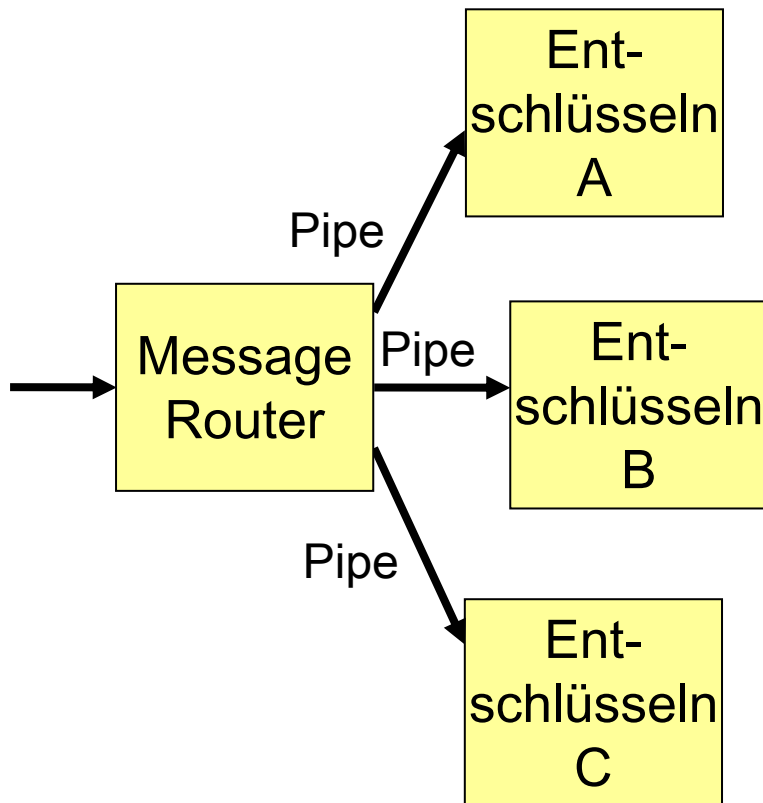 Ent-
schlüsseln
A
Pipe
Message
Router
Pipe
Ent-
schlüsseln
B
Pipe
Ent-
schlüsseln
C